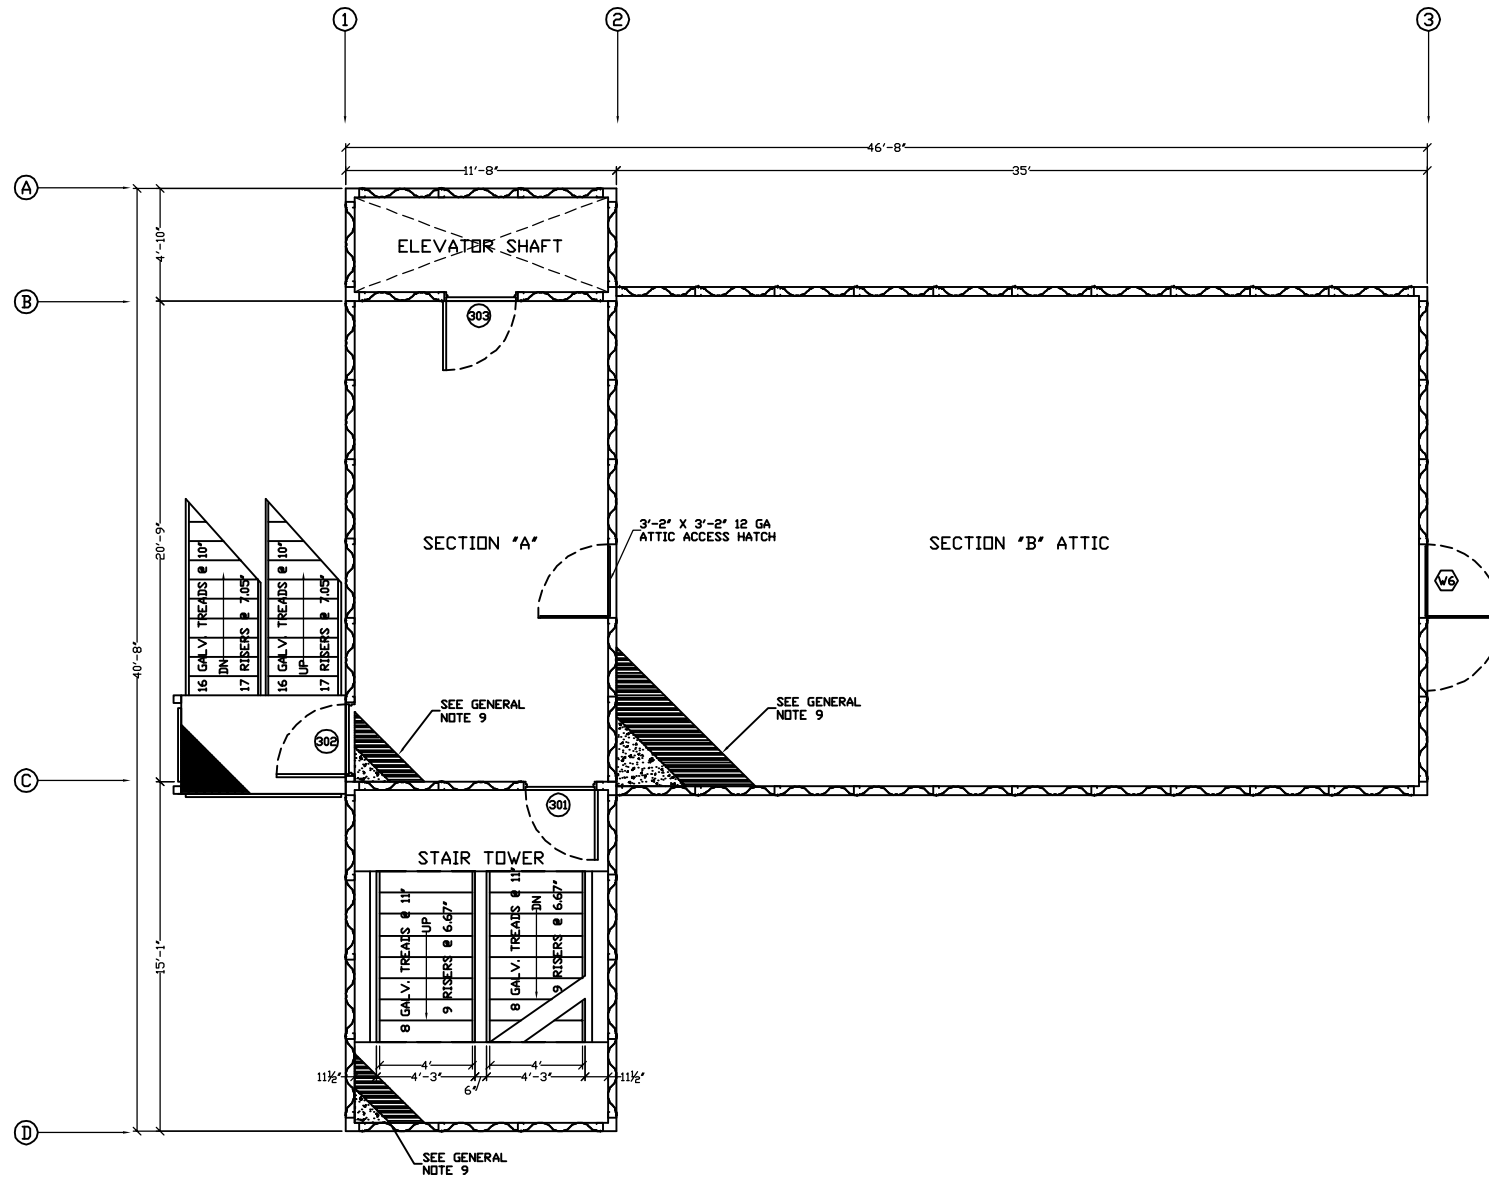 1
2
3
46'-8"
11'-8"
35'
A
4'-10"
ELEVATOR SHAFT
B
303
3'-2" X 3'-2" 12 GA
ATTIC ACCESS HATCH
20'-9"
SECTION "A"
SECTION "B" ATTIC
W6
16 GALV. TREADS @ 10"
DN
17 RISERS @ 7.05"
16 GALV. TREADS @ 10"
UP
17 RISERS @ 7.05"
40'-8"
SEE GENERAL
NOTE 9
SEE GENERAL
NOTE 9
302
C
301
STAIR TOWER
8 GALV. TREADS @ 11"
UP
9 RISERS @ 6.67"
8 GALV. TREADS @ 11"
DN
9 RISERS @ 6.67"
15'-1"
4'
4'
11½"
4'-3"
6"
4'-3"
11½"
D
SEE GENERAL
NOTE 9